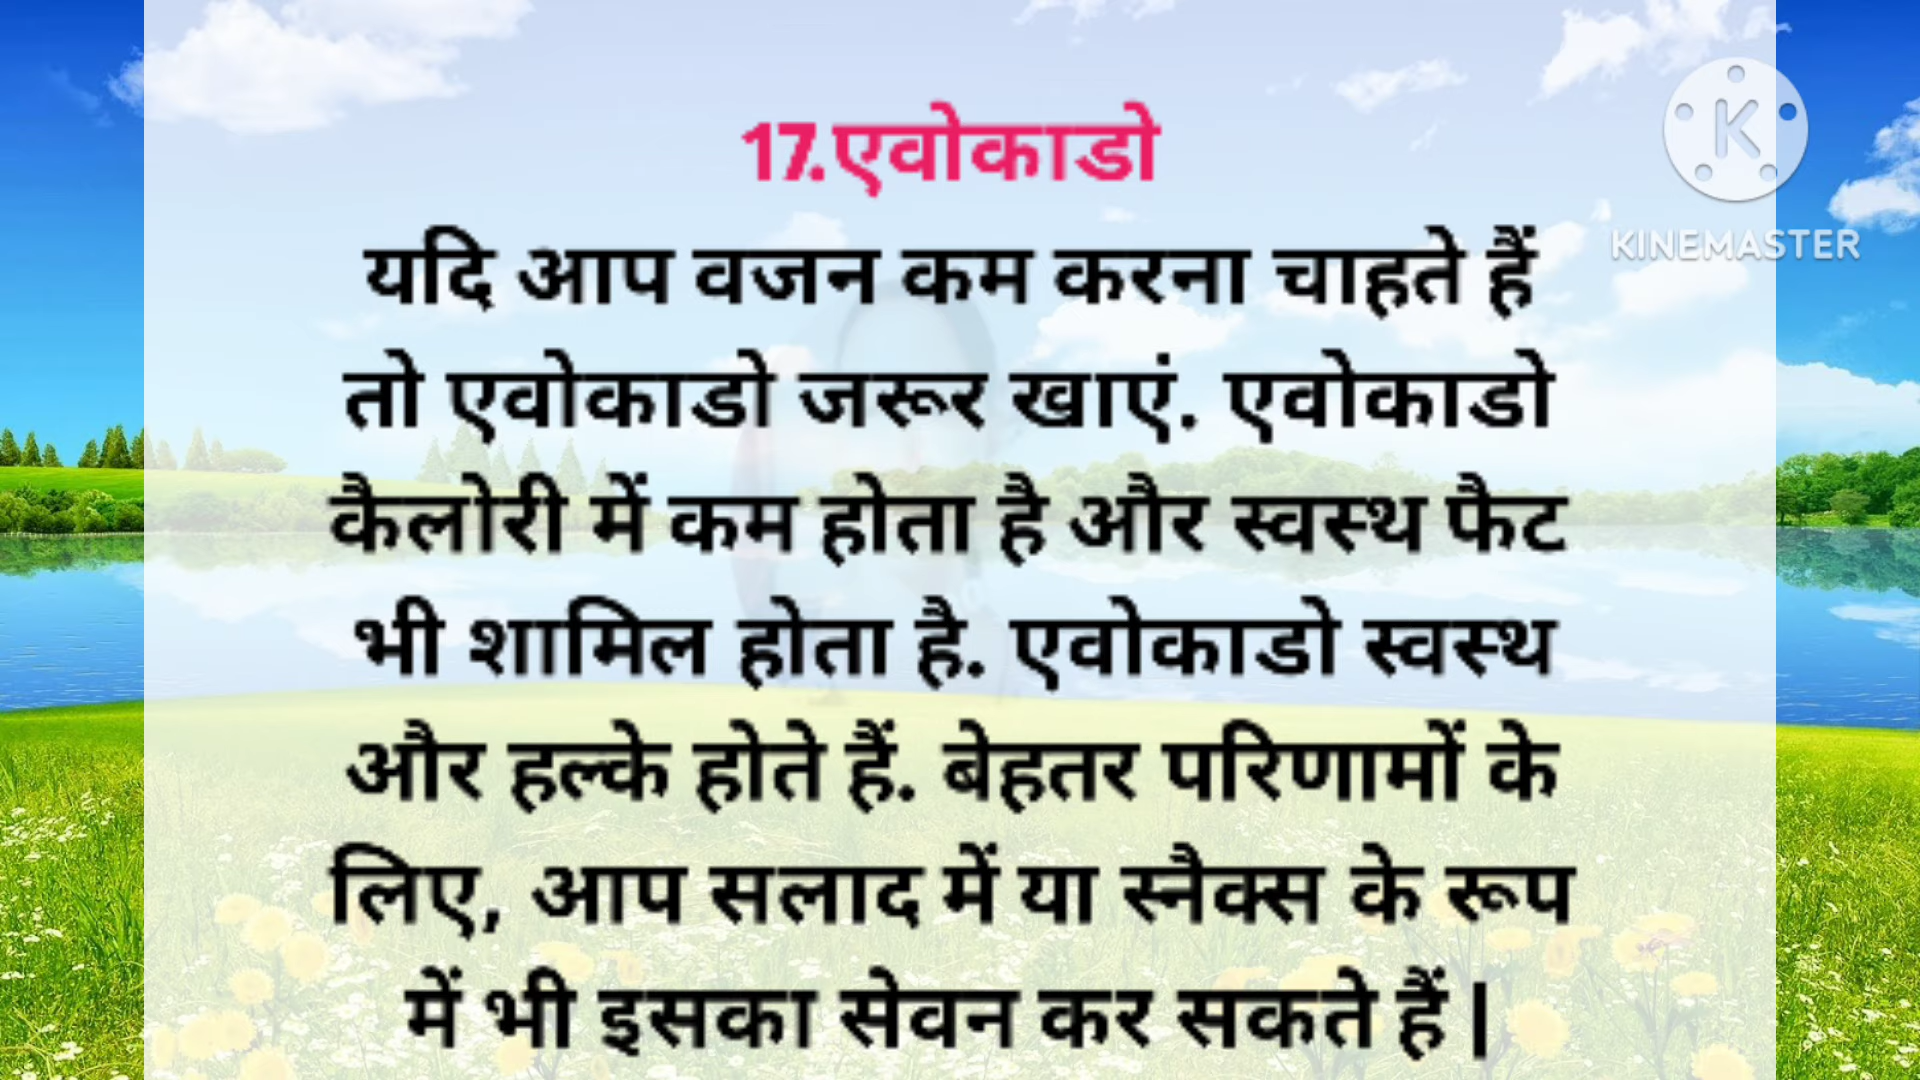 17.एवोकाडो
यदि आप वजन कम करना चाहते हैं
तो एवोकाडो जरूर खाएं. एवोकाडो
कैलोरी में कम होता है और स्वस्थ फैट
भी शामिल होता है. एवोकाडो स्वस्थ
और हल्के होते हैं. बेहतर परिणामों के
लिए, आप सलाद में या स्नैक्स के रूप
में भी इसका सेवन कर सकते हैं |
K
KINEMASTER